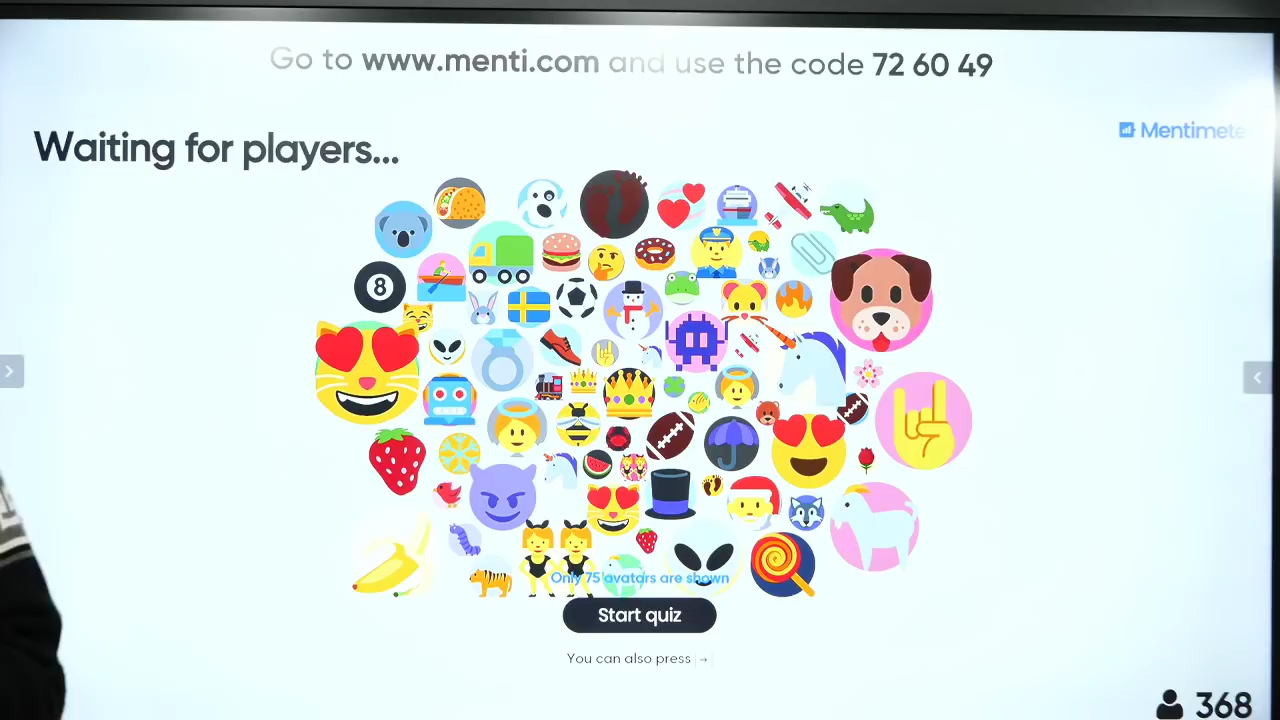 Go to www.menti.com and use the code 72 60 49
Mentimete
Waiting for players...
8
Only 75 avatars are shown
Start quiz
You can also press →
368